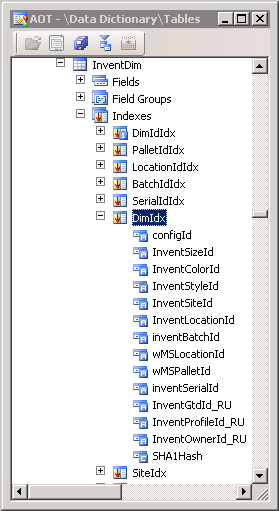 AOT - \Data Dictionary\Tables
InventDim
Fields
Field Groups
Indexes
DimIdIdx
PalletIdIdx
LocationIdIdx
BatchIdIdx
SerialIdIdx
DimIdx
configId
InventSizeId
InventColorId
InventStyleId
InventSiteId
InventLocationId
inventBatchId
wMSLocationId
wMSPalletId
inventSerialId
InventGtdId_RU
InventProfileId_RU
InventOwnerId_RU
SHA1Hash
SiteIdx